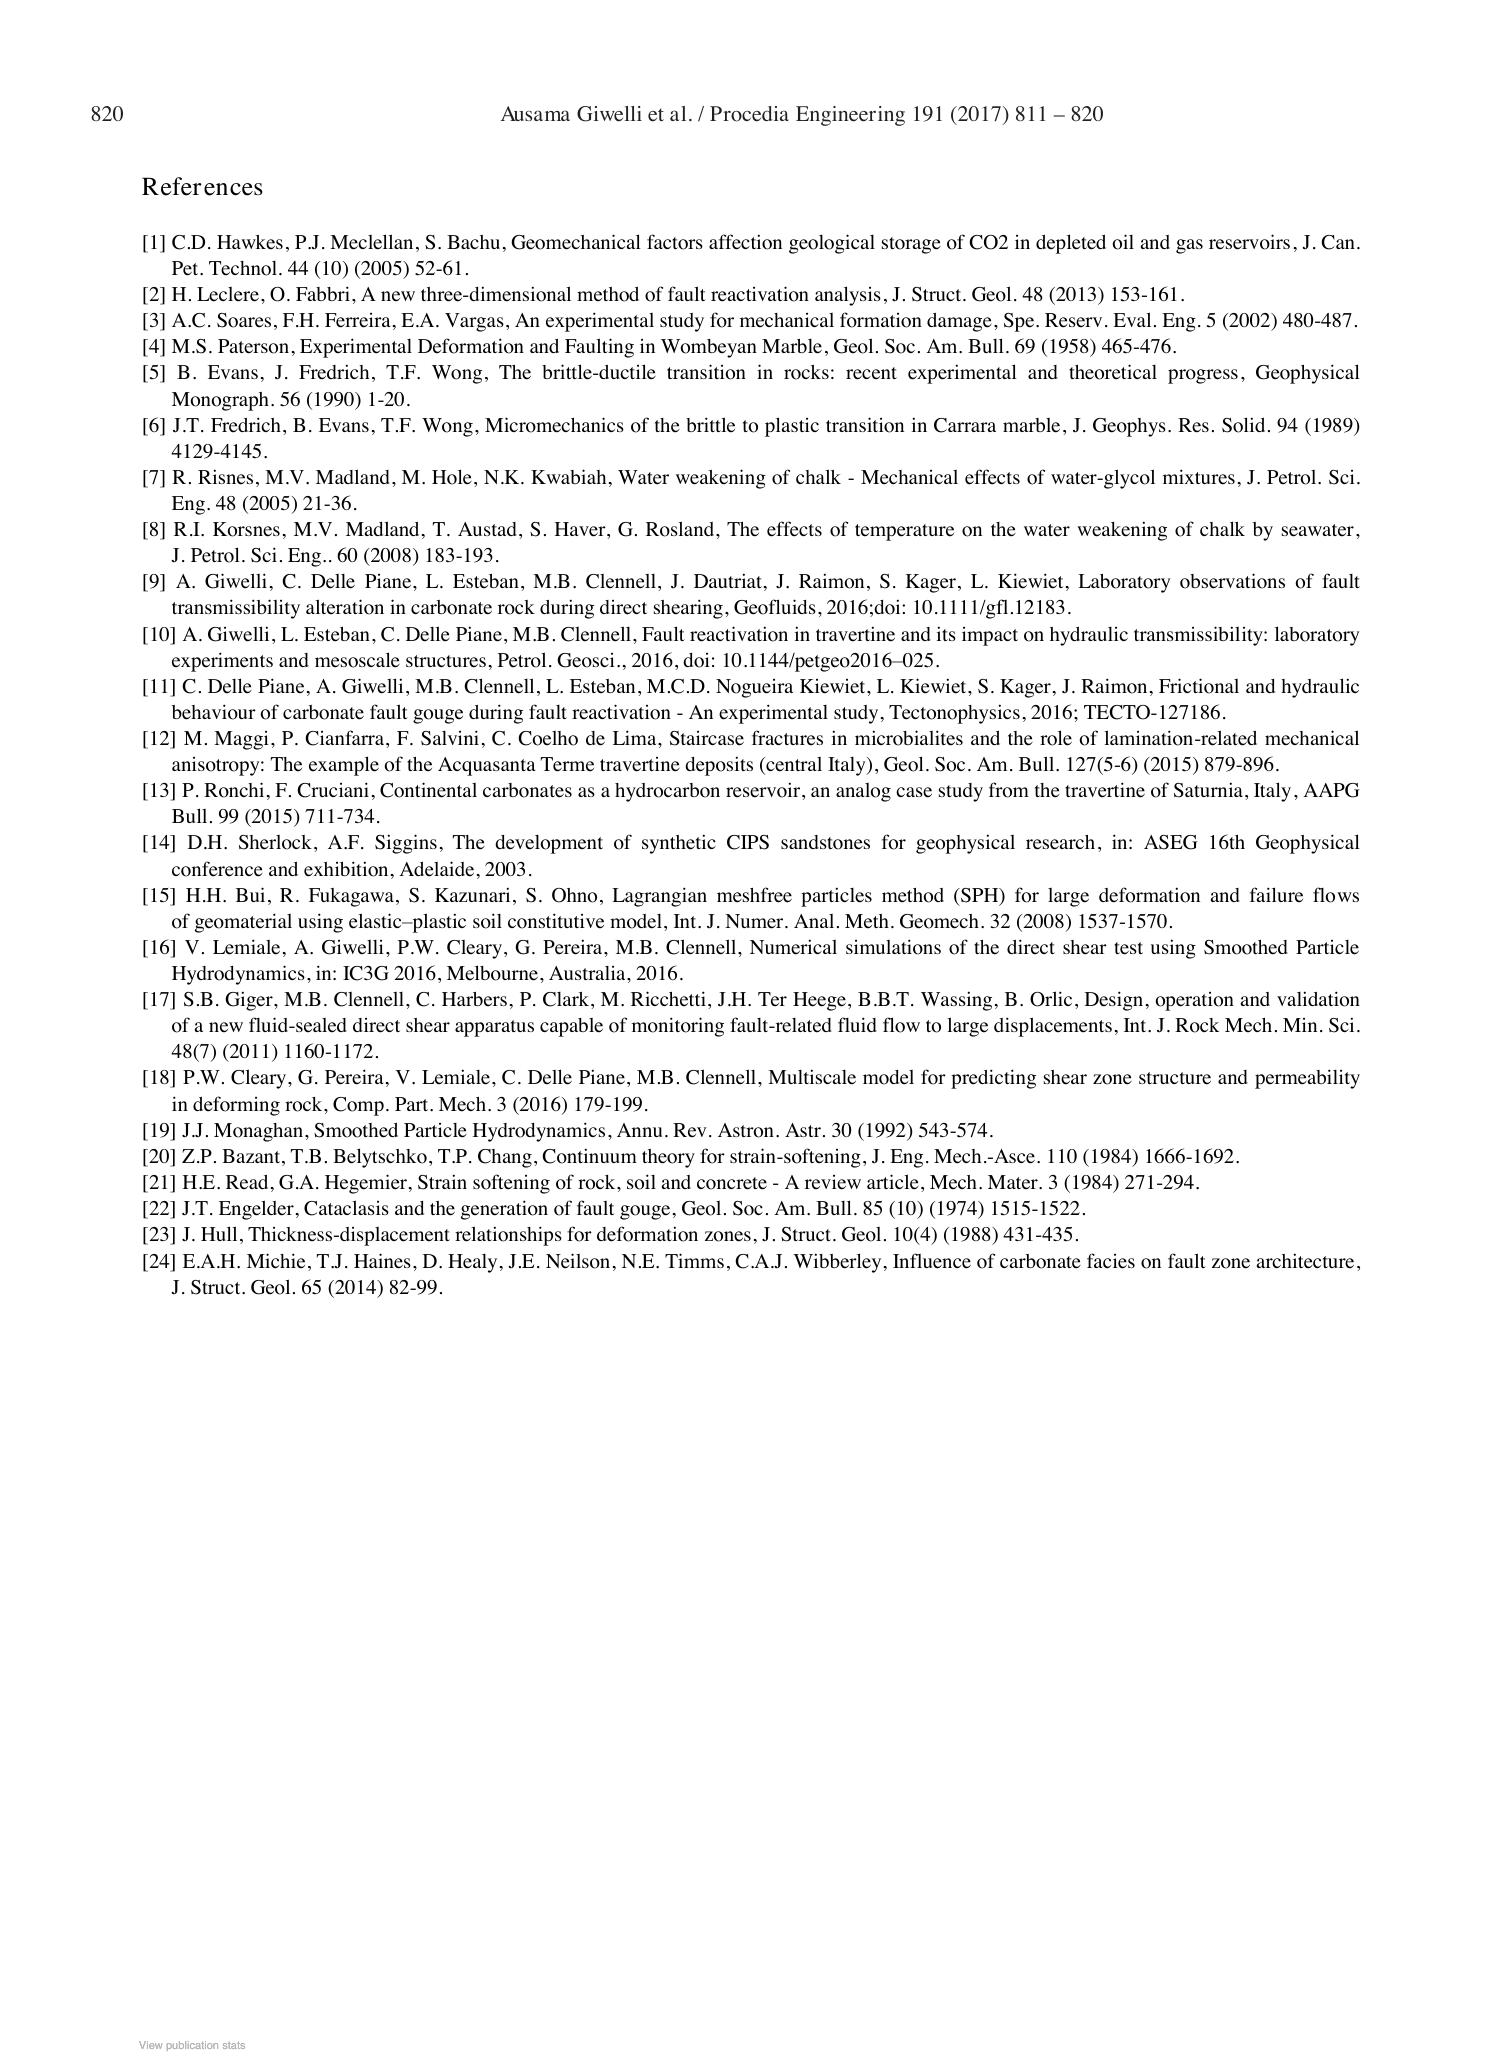 820
Ausama Giwelli et al. / Procedia Engineering 191 (2017) 811 – 820
References
[1] C.D. Hawkes, P.J. Meclellan, S. Bachu, Geomechanical factors affection geological storage of CO2 in depleted oil and gas reservoirs, J. Can.
Pet. Technol. 44 (10) (2005) 52-61.
[2] H. Leclere, O. Fabbri, A new three-dimensional method of fault reactivation analysis, J. Struct. Geol. 48 (2013) 153-161.
[3] A.C. Soares, F.H. Ferreira, E.A. Vargas, An experimental study for mechanical formation damage, Spe. Reserv. Eval. Eng. 5 (2002) 480-487.
[4] M.S. Paterson, Experimental Deformation and Faulting in Wombeyan Marble, Geol. Soc. Am. Bull. 69 (1958) 465-476.
[5] B. Evans, J. Fredrich, T.F. Wong, The brittle-ductile transition in rocks: recent experimental and theoretical progress, Geophysical
Monograph. 56 (1990) 1-20.
[6] J.T. Fredrich, B. Evans, T.F. Wong, Micromechanics of the brittle to plastic transition in Carrara marble, J. Geophys. Res. Solid. 94 (1989)
4129-4145.
[7] R. Risnes, M.V. Madland, M. Hole, N.K. Kwabiah, Water weakening of chalk - Mechanical effects of water-glycol mixtures, J. Petrol. Sci.
Eng. 48 (2005) 21-36.
[8] R.I. Korsnes, M.V. Madland, T. Austad, S. Haver, G. Rosland, The effects of temperature on the water weakening of chalk by seawater,
J. Petrol. Sci. Eng.. 60 (2008) 183-193.
[9] A. Giwelli, C. Delle Piane, L. Esteban, M.B. Clennell, J. Dautriat, J. Raimon, S. Kager, L. Kiewiet, Laboratory observations of fault
transmissibility alteration in carbonate rock during direct shearing, Geofluids, 2016;doi: 10.1111/gfl.12183.
[10] A. Giwelli, L. Esteban, C. Delle Piane, M.B. Clennell, Fault reactivation in travertine and its impact on hydraulic transmissibility: laboratory
experiments and mesoscale structures, Petrol. Geosci., 2016, doi: 10.1144/petgeo2016–025.
[11] C. Delle Piane, A. Giwelli, M.B. Clennell, L. Esteban, M.C.D. Nogueira Kiewiet, L. Kiewiet, S. Kager, J. Raimon, Frictional and hydraulic
behaviour of carbonate fault gouge during fault reactivation - An experimental study, Tectonophysics, 2016; TECTO-127186.
[12] M. Maggi, P. Cianfarra, F. Salvini, C. Coelho de Lima, Staircase fractures in microbialites and the role of lamination-related mechanical
anisotropy: The example of the Acquasanta Terme travertine deposits (central Italy), Geol. Soc. Am. Bull. 127(5-6) (2015) 879-896.
[13] P. Ronchi, F. Cruciani, Continental carbonates as a hydrocarbon reservoir, an analog case study from the travertine of Saturnia, Italy, AAPG
Bull. 99 (2015) 711-734.
[14] D.H. Sherlock, A.F. Siggins, The development of synthetic CIPS sandstones for geophysical research, in: ASEG 16th Geophysical
conference and exhibition, Adelaide, 2003.
[15] H.H. Bui, R. Fukagawa, S. Kazunari, S. Ohno, Lagrangian meshfree particles method (SPH) for large deformation and failure flows
of geomaterial using elastic–plastic soil constitutive model, Int. J. Numer. Anal. Meth. Geomech. 32 (2008) 1537-1570.
[16] V. Lemiale, A. Giwelli, P.W. Cleary, G. Pereira, M.B. Clennell, Numerical simulations of the direct shear test using Smoothed Particle
Hydrodynamics, in: IC3G 2016, Melbourne, Australia, 2016.
[17] S.B. Giger, M.B. Clennell, C. Harbers, P. Clark, M. Ricchetti, J.H. Ter Heege, B.B.T. Wassing, B. Orlic, Design, operation and validation
of a new fluid-sealed direct shear apparatus capable of monitoring fault-related fluid flow to large displacements, Int. J. Rock Mech. Min. Sci.
48(7) (2011) 1160-1172.
[18] P.W. Cleary, G. Pereira, V. Lemiale, C. Delle Piane, M.B. Clennell, Multiscale model for predicting shear zone structure and permeability
in deforming rock, Comp. Part. Mech. 3 (2016) 179-199.
[19] J.J. Monaghan, Smoothed Particle Hydrodynamics, Annu. Rev. Astron. Astr. 30 (1992) 543-574.
[20] Z.P. Bazant, T.B. Belytschko, T.P. Chang, Continuum theory for strain-softening, J. Eng. Mech.-Asce. 110 (1984) 1666-1692.
[21] H.E. Read, G.A. Hegemier, Strain softening of rock, soil and concrete - A review article, Mech. Mater. 3 (1984) 271-294.
[22] J.T. Engelder, Cataclasis and the generation of fault gouge, Geol. Soc. Am. Bull. 85 (10) (1974) 1515-1522.
[23] J. Hull, Thickness-displacement relationships for deformation zones, J. Struct. Geol. 10(4) (1988) 431-435.
[24] E.A.H. Michie, T.J. Haines, D. Healy, J.E. Neilson, N.E. Timms, C.A.J. Wibberley, Influence of carbonate facies on fault zone architecture,
J. Struct. Geol. 65 (2014) 82-99.
View publication stats